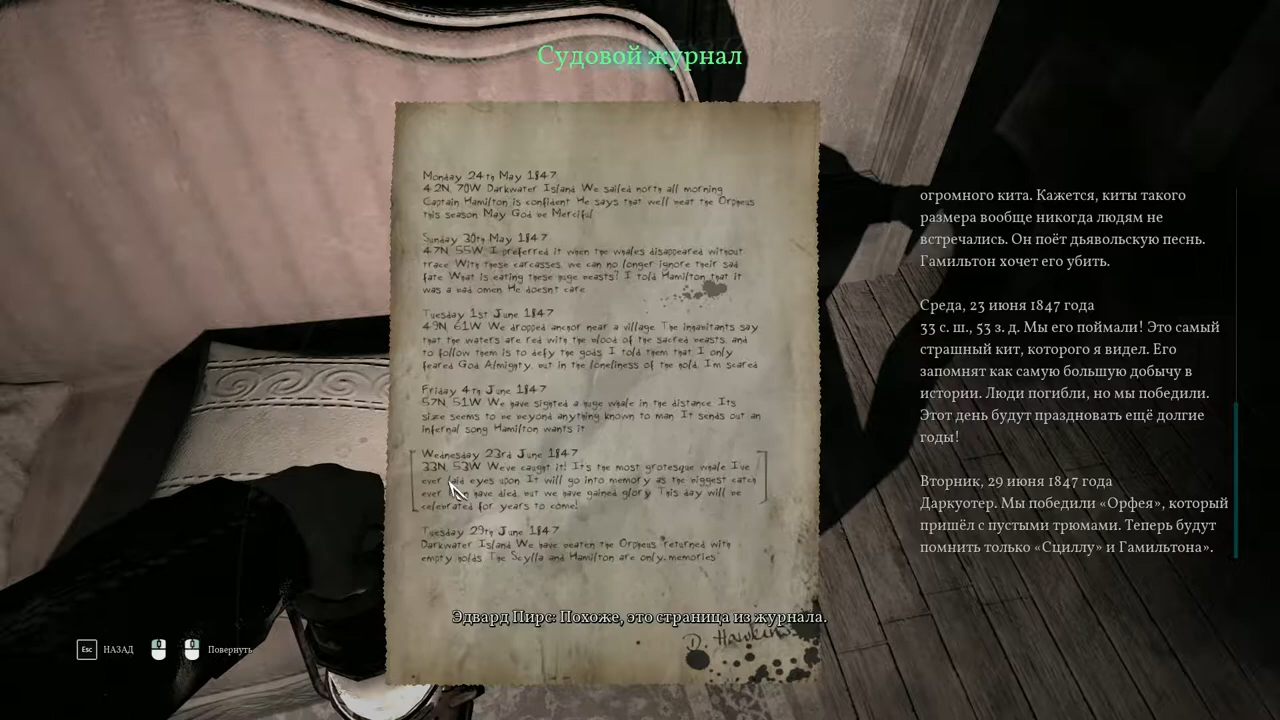 Судовой журнал
Monday 24th May 1847
42N 70W Darkwater Island We sailed north all morning
Captain Hamilton is confident He says that well beat the Orpheus
this season May God be Merciful
Sunday 30th May 1847
47N 55W I preferred it when the whales disappeared without
trace With these carcasses we can no longer ignore their sad
fate What is eating these huge beasts? I told Hamilton that it
was a bad omen He doesnt care
Tuesday 1st June 1847
49N 61W We dropped anchor near a village The inhabitants say
that the waters are red with the blood of the sacred beasts, and
to follow them is to defy the gods I told them that I only
feared God Almighty, but in the loneliness of the hold, Im scared
Friday 4th June 1847
57N 51W We have sighted a huge whale in the distance Its
size seems to be beyond anything known to man It sends out an
infernal song Hamilton wants it
Wednesday 23rd June 1847
33N 53W Weve caught it! Its the most grotesque whale Ive
ever laid eyes upon It will go into memory as the biggest catch
ever have died, but we have gained glory This day will be
celebrated for years to come!
Tuesday 29th June 1847
Darkwater Island We have beaten the Orpheus returned with
empty holds The Scylla and Hamilton are only memories
D. Hawkins
огромного кита. Кажется, киты такого
размера вообще никогда людям не
встречались. Он поёт дьявольскую песнь.
Гамильтон хочет его убить.
Среда, 23 июня 1847 года
33 с. ш., 53 з. д. Мы его поймали! Это самый
страшный кит, которого я видел. Его
запомнят как самую большую добычу в
истории. Люди погибли, но мы победили.
Этот день будут праздновать ещё долгие
годы!
Вторник, 29 июня 1847 года
Даркуотер. Мы победили «Орфея», который
пришёл с пустыми трюмами. Теперь будут
помнить только «Сциллу» и Гамильтона».
Эдвард Пирс: Похоже, это страница из журнала.
Esc НАЗАД Повернуть